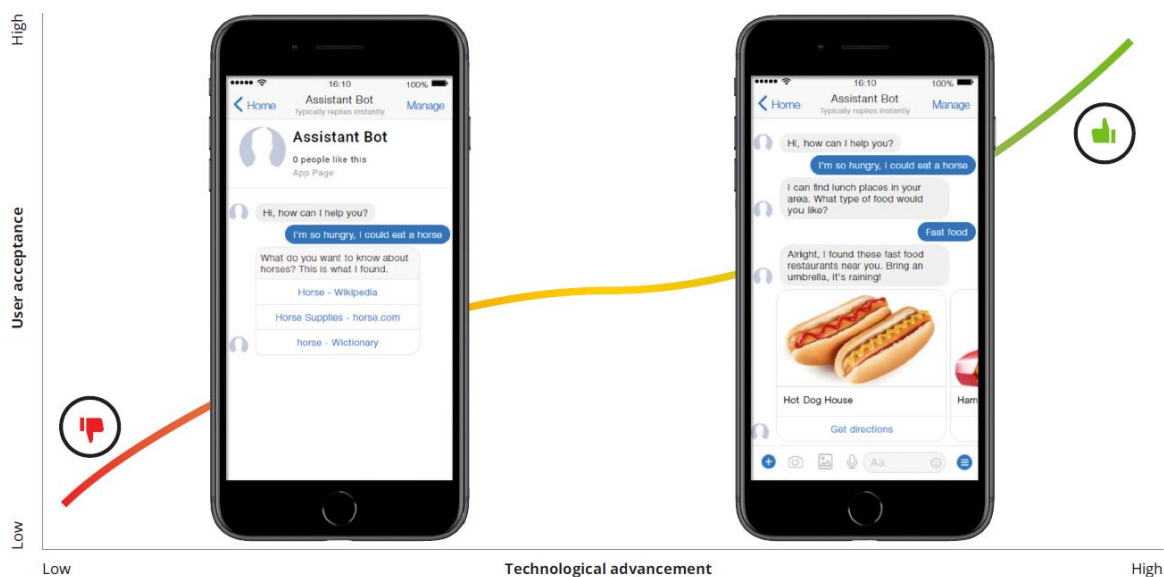 High
User acceptance
Low
16:10
100%
Home
Assistant Bot
Typically replies instantly
Manage
Assistant Bot
0 people like this
App Page
Hi, how can I help you?
I'm so hungry, i could eat a horse
What do you want to know about
horses? This is what I found.
Horse - Wikipedia
Horse Supplies - horse.com
horse - Wictionary
16:10
100%
Home
Assistant Bot
Typically replies instantly
Manage
Hi, how can I help you?
I'm so hungry, i could eat a horse
I can find lunch places in your
area. What type of food would
you like?
Fast food
Alright, I found these fast food
restaurants near you. Bring an
umbrella, it's raining!
Hot Dog House
Ham
Get directions
Aa
Low
Technological advancement
High